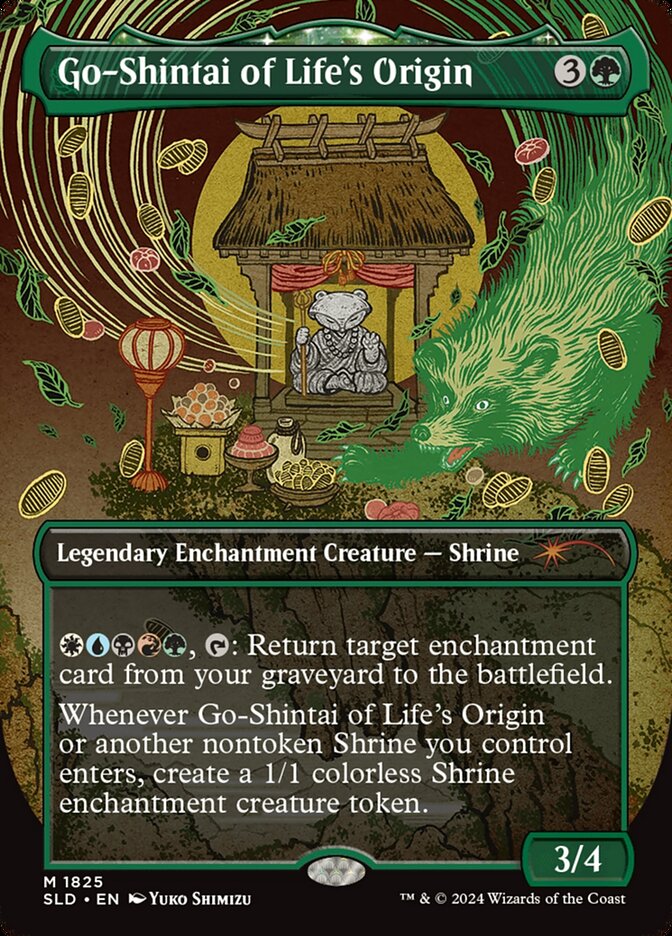 Go-Shintai of Life's Origin 3
Legendary Enchantment Creature — Shrine
, : Return target enchantment
card from your graveyard to the battlefield.
Whenever Go-Shintai of Life's Origin
or another nontoken Shrine you control
enters, create a 1/1 colorless Shrine
enchantment creature token.
3/4
M 1825
SLD • EN Yuko Shimizu
™ & © 2024 Wizards of the Coast